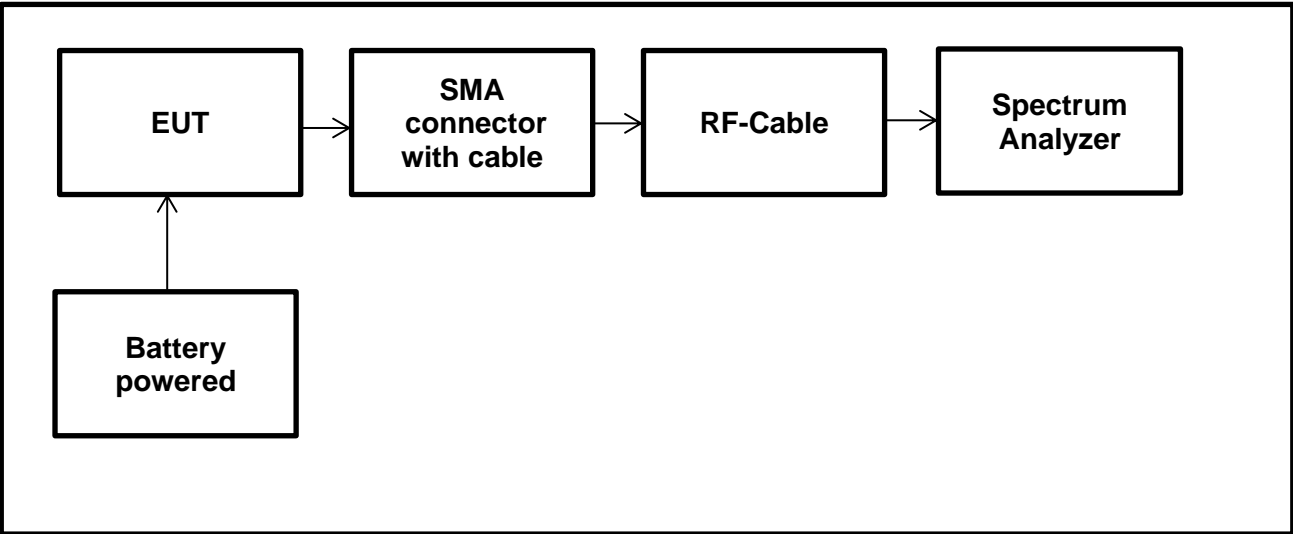 EUT
SMA
connector
with cable
RF-Cable
Spectrum
Analyzer
Battery
powered